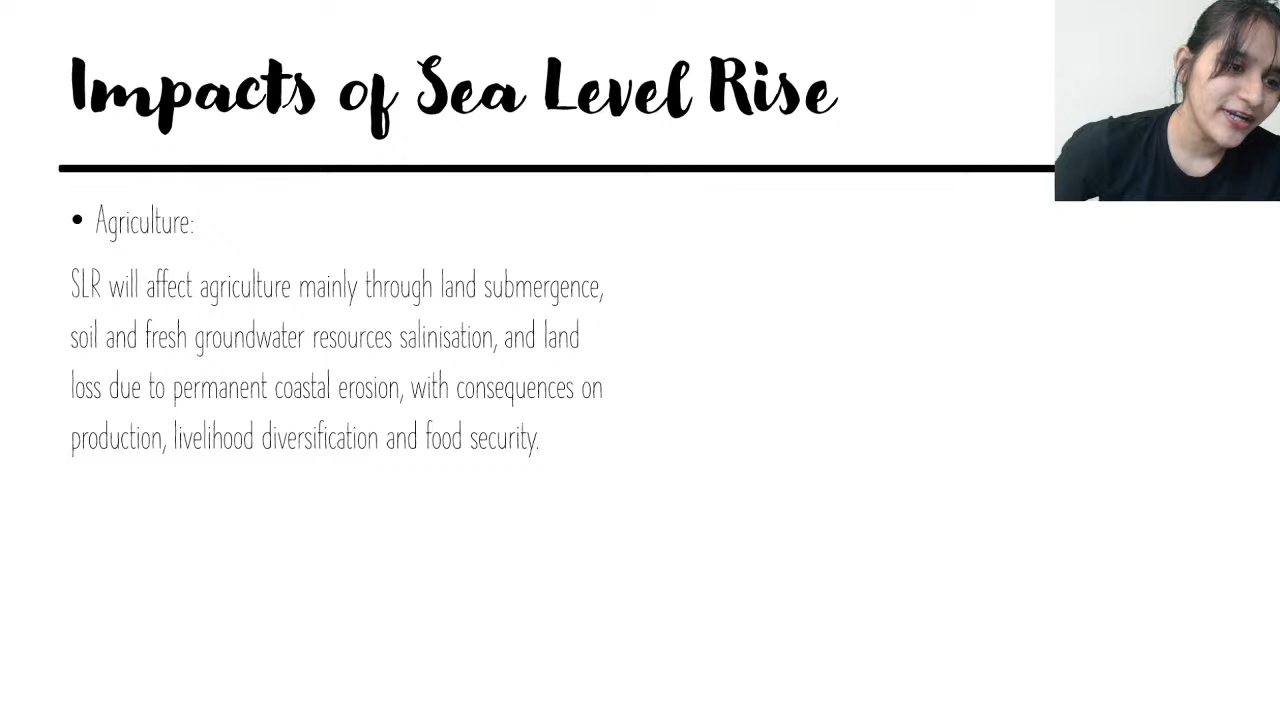 Impacts of Sea Level Rise
• Agriculture:
SLR will affect agriculture mainly through land submergence,
soil and fresh groundwater resources salinisation, and land
loss due to permanent coastal erosion, with consequences on
production, livelihood diversification and food security.